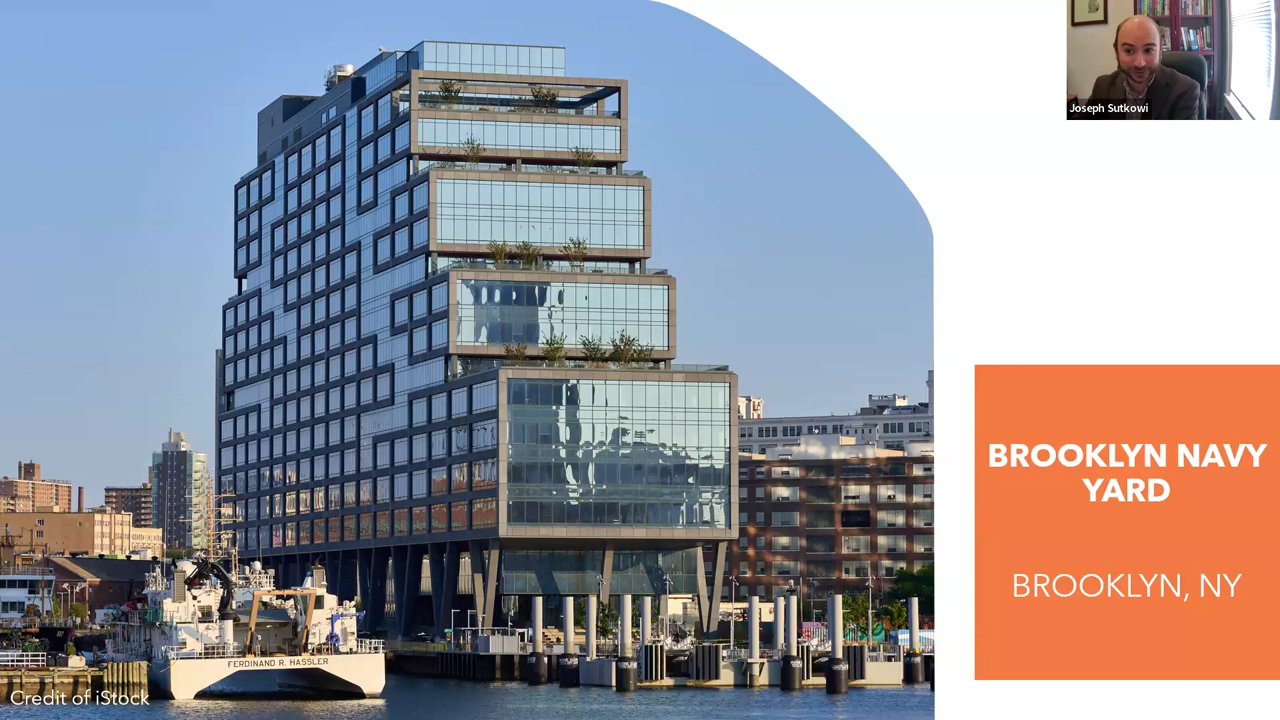 Joseph Sutkowi
BROOKLYN NAVY
YARD
BROOKLYN, NY
FERDINAND R. HASSLER
Credit of iStock